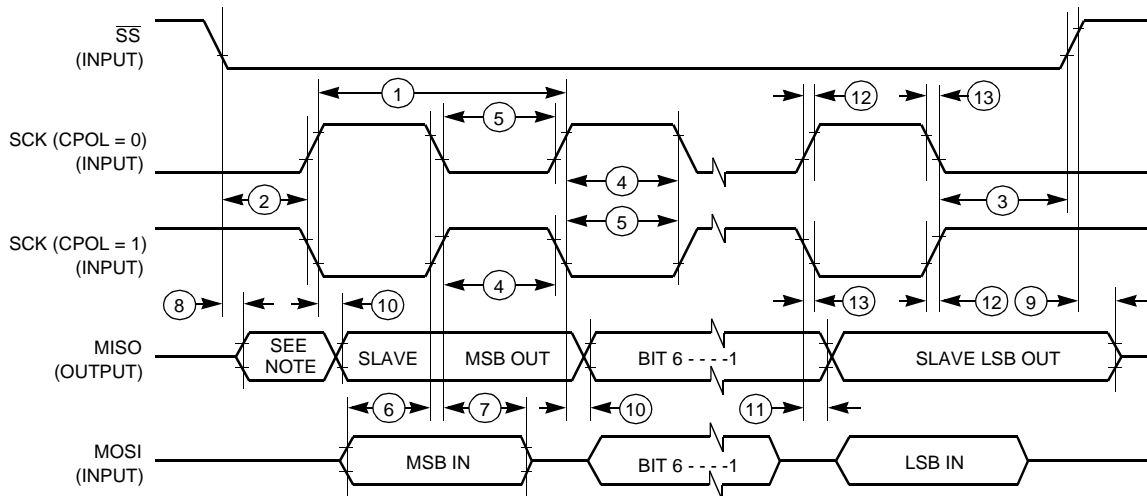 SS
(INPUT)
1
12
13
5
SCK (CPOL = 0)
(INPUT)
4
2
3
5
SCK (CPOL = 1)
(INPUT)
4
8
10
13
12
9
MISO
(OUTPUT)
SEE
NOTE
SLAVE
MSB OUT
BIT 6 - - - - -1
SLAVE LSB OUT
6
7
10
11
MOSI
(INPUT)
MSB IN
BIT 6 - - - - -1
LSB IN